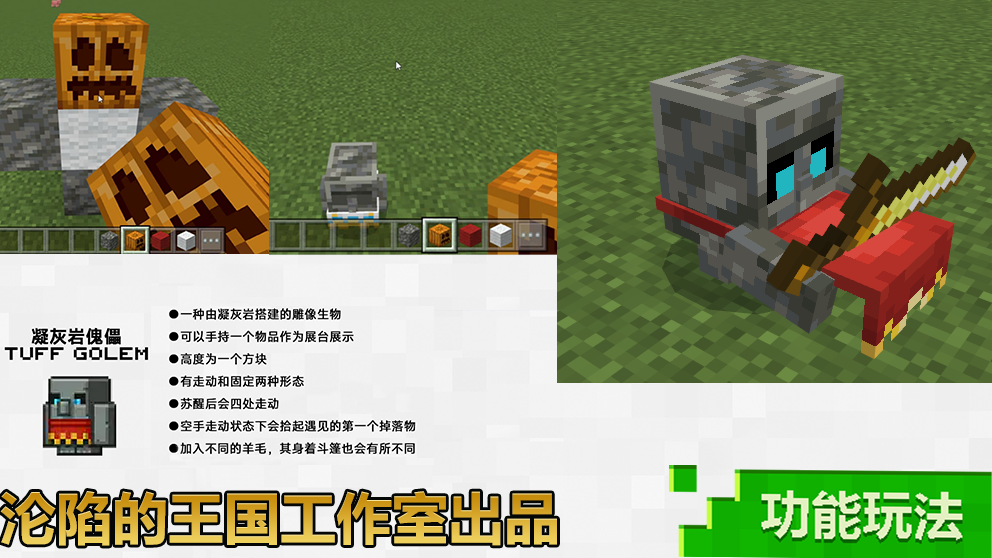 凝灰岩傀儡
TUFF GOLEM
●一种由凝灰岩搭建的雕像生物
●可以手持一个物品作为展台展示
●高度为一个方块
●有走动和固定两种形态
●苏醒后会四处走动
●空手走动状态下会拾起遇见的第一个掉落物
●加入不同的羊毛，其身着斗篷也会有所不同
沦陷的王国工作室出品
功能玩法